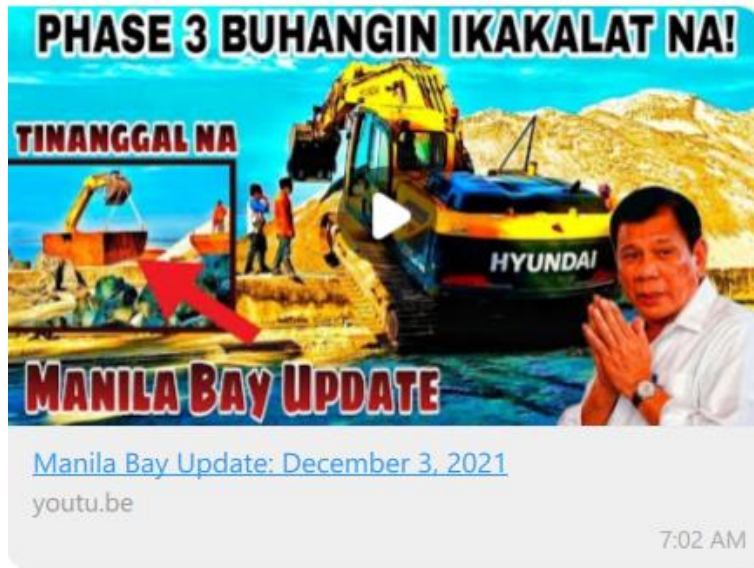 PHASE 3 BUHANGIN IKAKALAT NA!
TINANGGAL NA
HYUNDAI
MANILA BAY UPDATE
Manila Bay Update: December 3, 2021
youtu.be
7:02 AM